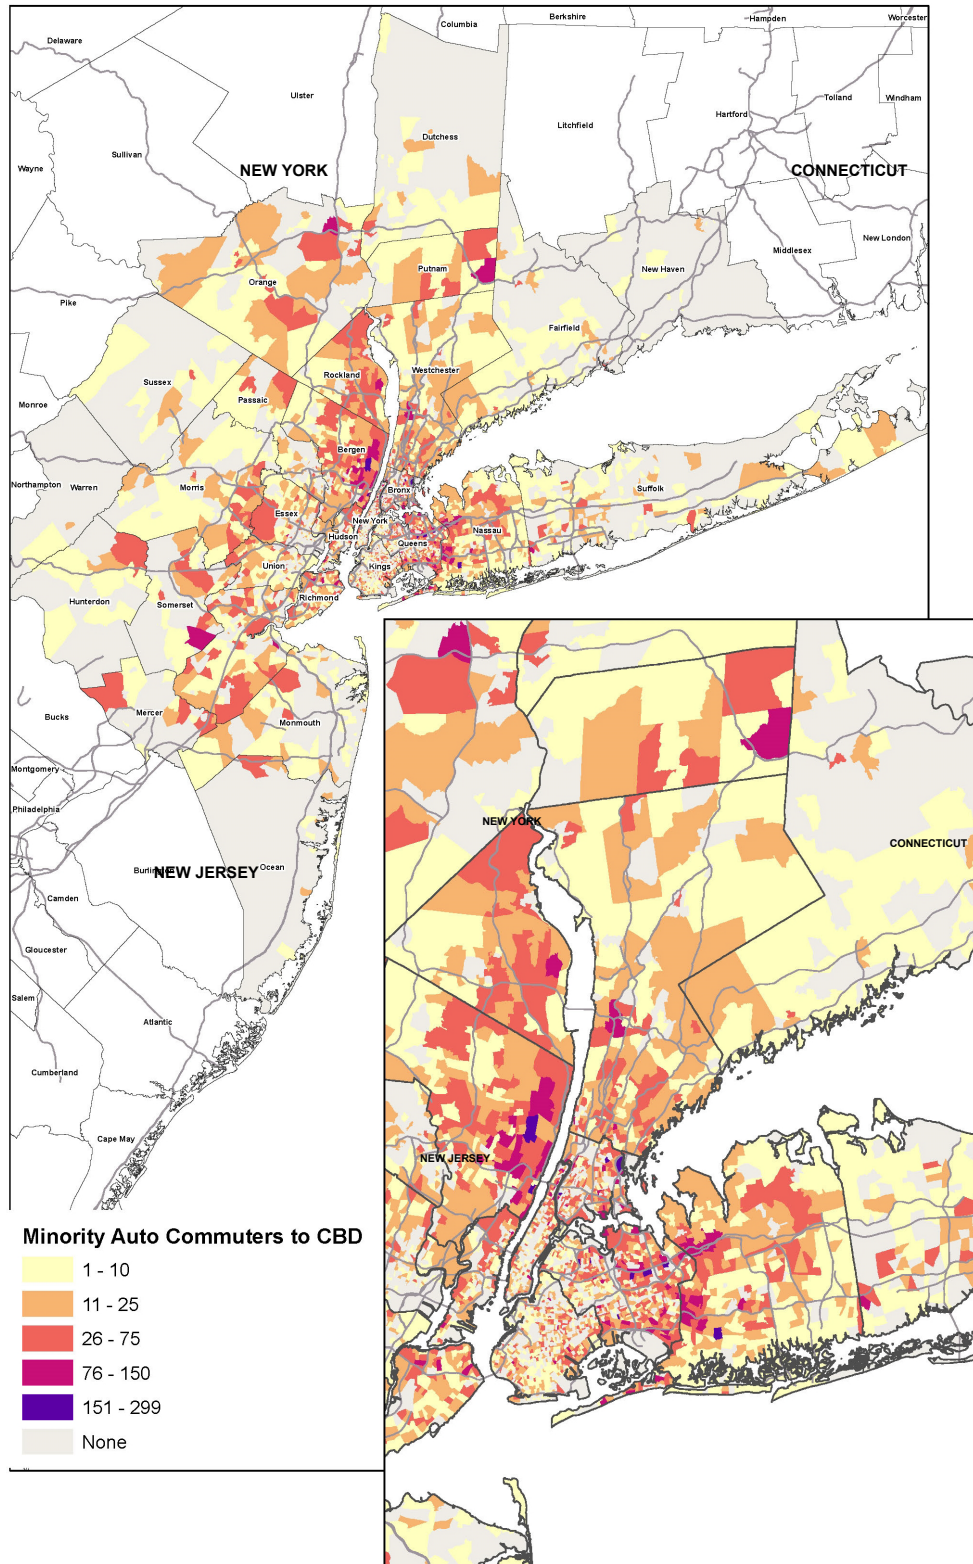 Columbia
Berkshire
Hampden
Worcester
Delaware
Ulster
Hartford
Tolland
Windham
Litchfield
Dutchess
Sullivan
Wayne
NEW YORK
CONNECTICUT
New London
Middlesex
New Haven
Putnam
Orange
Pike
Fairfield
Westchester
Rockland
Sussex
Passaic
Monroe
Bergen
Northampton
Warren
Morris
Suffolk
Bronx
Essex
New York
Nassau
Hudson
Queens
Union
Kings
Richmond
Hunterdon
Somerset
Mercer
Bucks
Monmouth
Montgomery
Philadelphia
Ocean
NEW JERSEY
Camden
Gloucester
Salem
Atlantic
Cumberland
Cape May
NEW YORK
CONNECTICUT
NEW JERSEY
Minority Auto Commuters to CBD
1 - 10
11 - 25
26 - 75
76 - 150
151 - 299
None